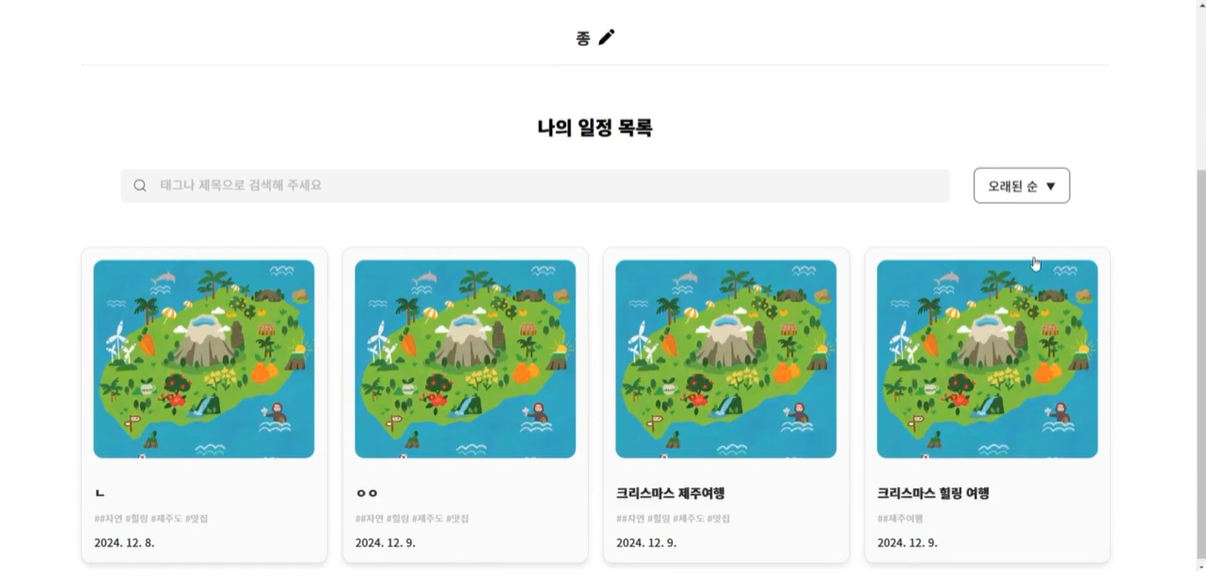 종
나의 일정 목록
태그나 제목으로 검색해 주세요
오래된 순 ▼
ㄴ
##자연 #힐링 #제주도 #맛집
2024. 12. 8.
ㅇㅇ
##자연 #힐링 #제주도 #맛집
2024. 12. 9.
크리스마스 제주여행
##자연 #힐링 #제주도 #맛집
2024. 12. 9.
크리스마스 힐링 여행
##제주여행
2024. 12. 9.